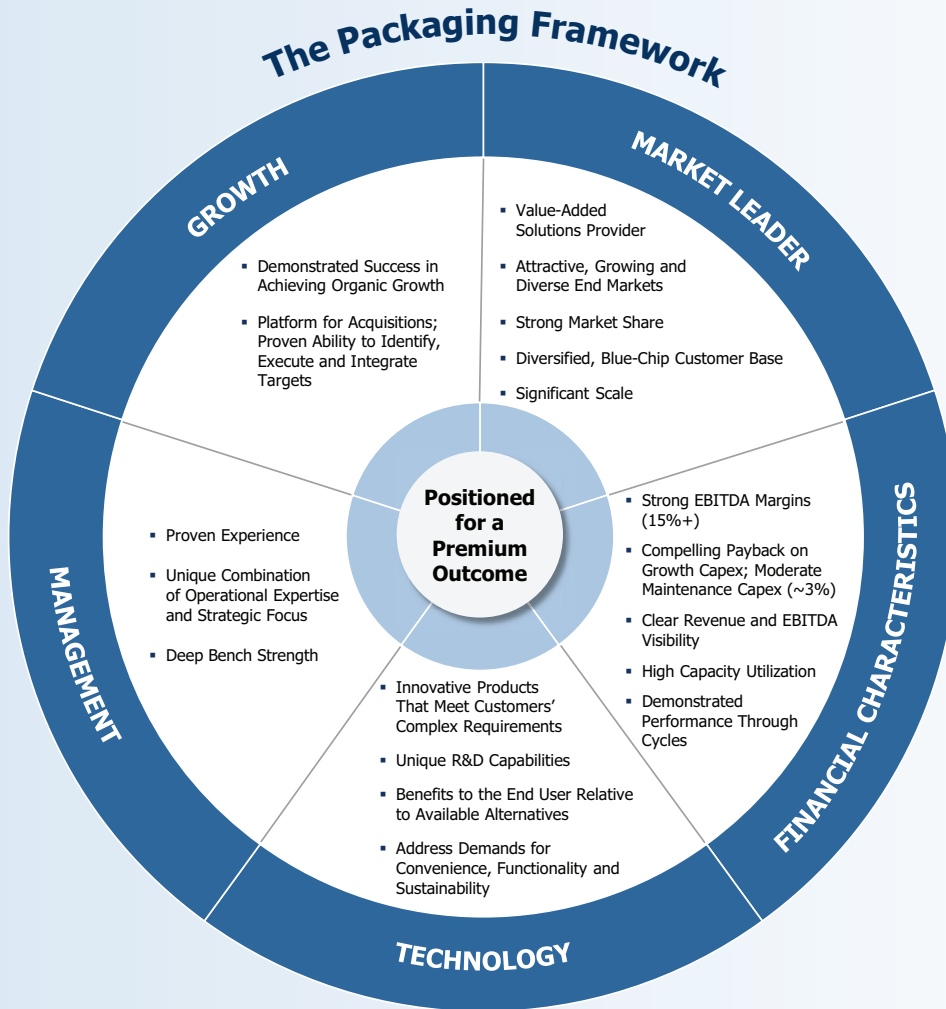 The Packaging Framework
GROWTH
▪ Demonstrated Success in
Achieving Organic Growth
▪ Platform for Acquisitions;
Proven Ability to Identify,
Execute and Integrate
Targets
MARKET LEADER
▪ Value-Added
Solutions Provider
▪ Attractive, Growing and
Diverse End Markets
▪ Strong Market Share
▪ Diversified, Blue-Chip Customer Base
▪ Significant Scale
FINANCIAL CHARACTERISTICS
▪ Strong EBITDA Margins
(15%+)
▪ Compelling Payback on
Growth Capex; Moderate
Maintenance Capex (~3%)
▪ Clear Revenue and EBITDA
Visibility
▪ High Capacity Utilization
▪ Demonstrated
Performance Through
Cycles
TECHNOLOGY
▪ Innovative Products
That Meet Customers’
Complex Requirements
▪ Unique R&D Capabilities
▪ Benefits to the End User Relative
to Available Alternatives
▪ Address Demands for
Convenience, Functionality and
Sustainability
MANAGEMENT
▪ Proven Experience
▪ Unique Combination
of Operational Expertise
and Strategic Focus
▪ Deep Bench Strength
Positioned
for a
Premium
Outcome